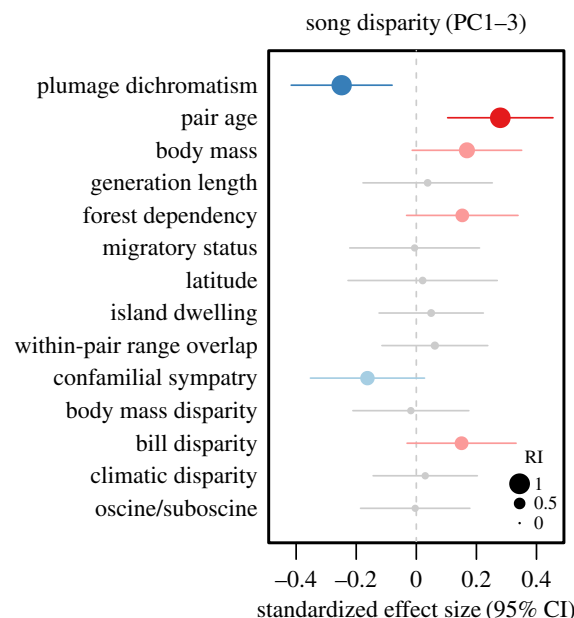 song disparity (PC1–3)
plumage dichromatism
pair age
body mass
generation length
forest dependency
migratory status
latitude
island dwelling
within-pair range overlap
confamilial sympatry
body mass disparity
bill disparity
climatic disparity
oscine/suboscine
RI
1
0.5
0
–0.4 –0.2 0 0.2 0.4
standardized effect size (95% CI)